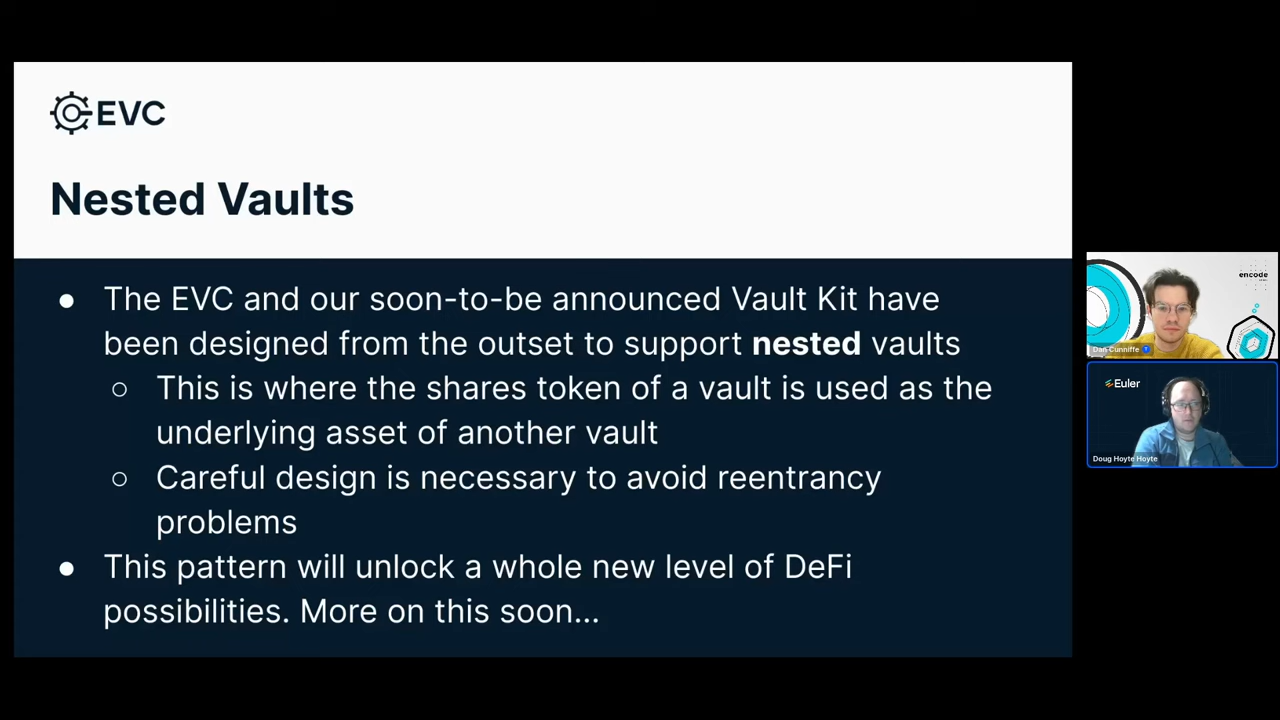 EVC
Nested Vaults
● The EVC and our soon-to-be announced Vault Kit have
been designed from the outset to support nested vaults
○ This is where the shares token of a vault is used as the
underlying asset of another vault
○ Careful design is necessary to avoid reentrancy
problems
● This pattern will unlock a whole new level of DeFi
possibilities. More on this soon...
encode
Dan Cunniffe
Euler
Doug Hoyte Hoyte